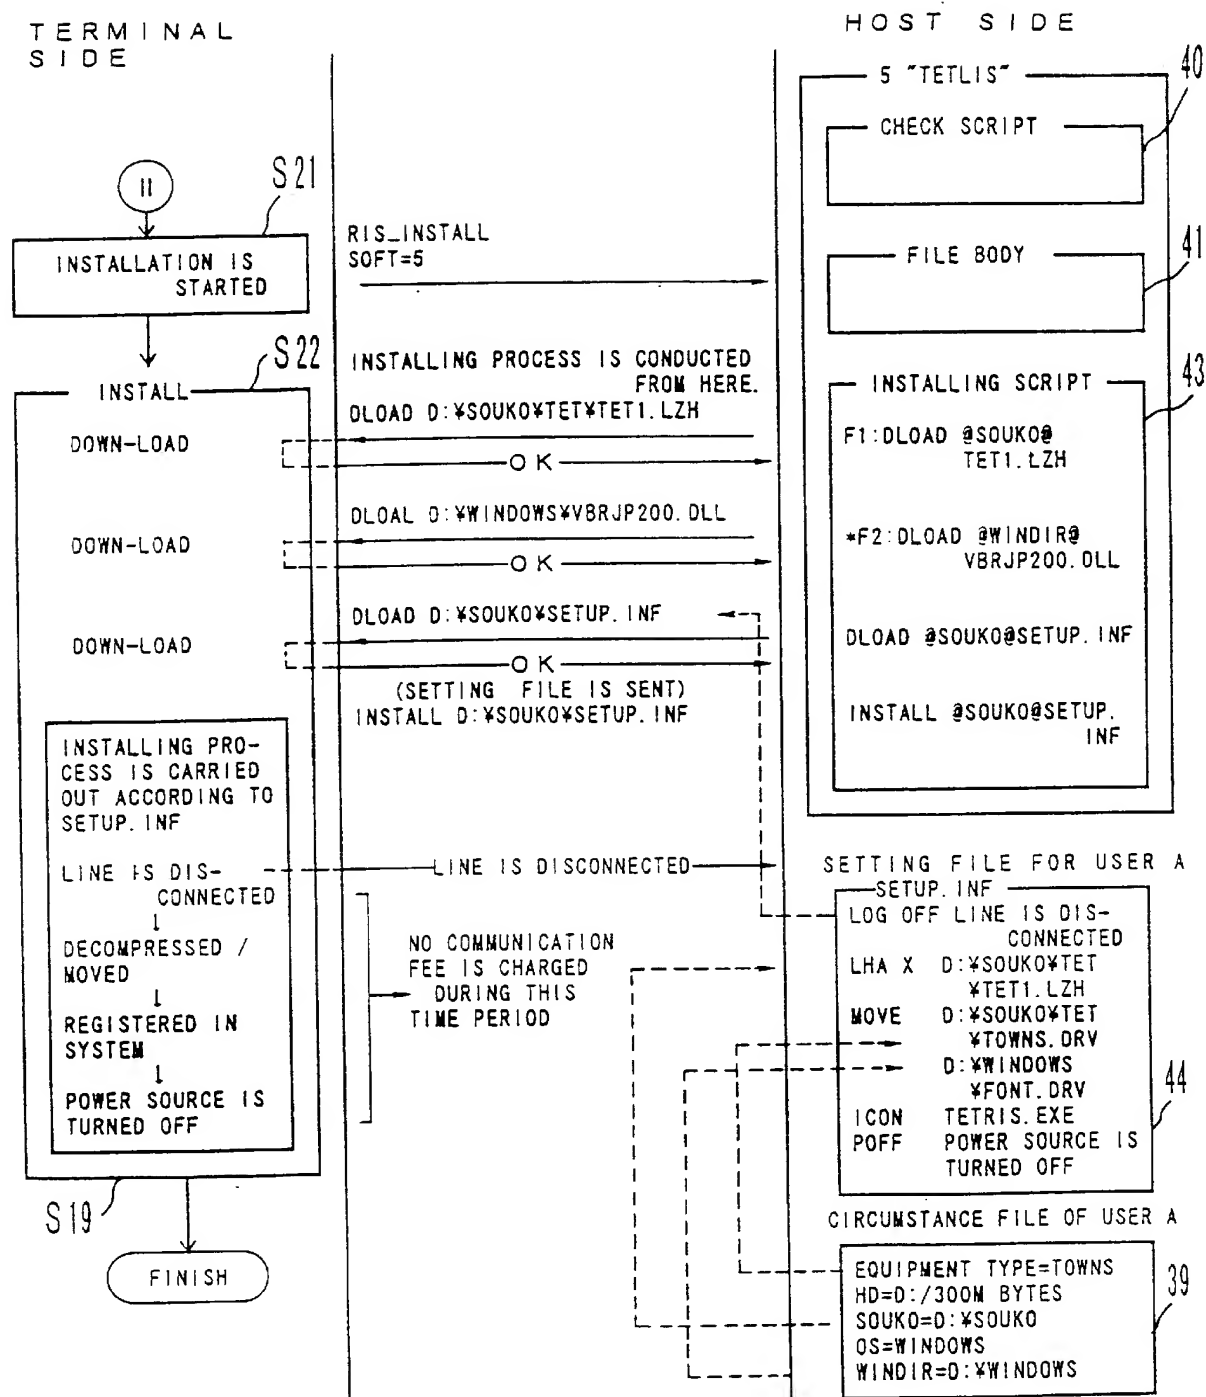 TERMINAL
SIDE
HOST SIDE
5 "TETLIS"
40
CHECK SCRIPT
II
S21
INSTALLATION IS
STARTED
RIS_INSTALL
SOFT=5
FILE BODY
41
S22
INSTALL
INSTALLING PROCESS IS CONDUCTED
FROM HERE.
DLOAD D:¥SOUKO¥TET¥TET1.LZH
DOWN-LOAD
OK
DLOAL D:¥WINDOWS¥VBRJP200.DLL
DOWN-LOAD
OK
DLOAD D:¥SOUKO¥SETUP.INF
DOWN-LOAD
OK
(SETTING FILE IS SENT)
INSTALL D:¥SOUKO¥SETUP.INF
INSTALLING SCRIPT
43
F1:DLOAD @SOUKO@
TET1.LZH
*F2:DLOAD @WINDIR@
VBRJP200.DLL
DLOAD @SOUKO@SETUP.INF
INSTALL @SOUKO@SETUP.
INF
INSTALLING PRO-
CESS IS CARRIED
OUT ACCORDING TO
SETUP.INF
LINE IS DIS-
CONNECTED
LINE IS DISCONNECTED
DECOMPRESSED /
MOVED
REGISTERED IN
SYSTEM
POWER SOURCE IS
TURNED OFF
NO COMMUNICATION
FEE IS CHARGED
DURING THIS
TIME PERIOD
S19
FINISH
SETTING FILE FOR USER A
SETUP.INF
LOG OFF LINE IS DIS-
CONNECTED
LHA X D:¥SOUKO¥TET
¥TET1.LZH
MOVE D:¥SOUKO¥TET
¥TOWNS.DRV
D:¥WINDOWS
¥FONT.DRV
ICON TETRIS.EXE
POFF POWER SOURCE IS
TURNED OFF
44
CIRCUMSTANCE FILE OF USER A
EQUIPMENT TYPE=TOWNS
HD=D:/300M BYTES
SOUKO=D:¥SOUKO
OS=WINDOWS
WINDIR=D:¥WINDOWS
39